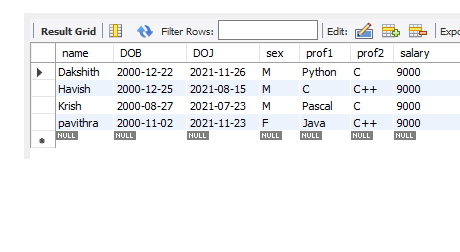 Result Grid Filter Rows: Edit: Expo
name DOB DOJ sex prof1 prof2 salary
Dakshith 2000-12-22 2021-11-26 M Python C 9000
Havish 2000-12-25 2021-08-15 M C C++ 9000
Krish 2000-08-27 2021-07-23 M Pascal C 9000
pavithra 2000-11-02 2021-11-23 F Java C++ 9000
NULL NULL NULL NULL NULL NULL NULL